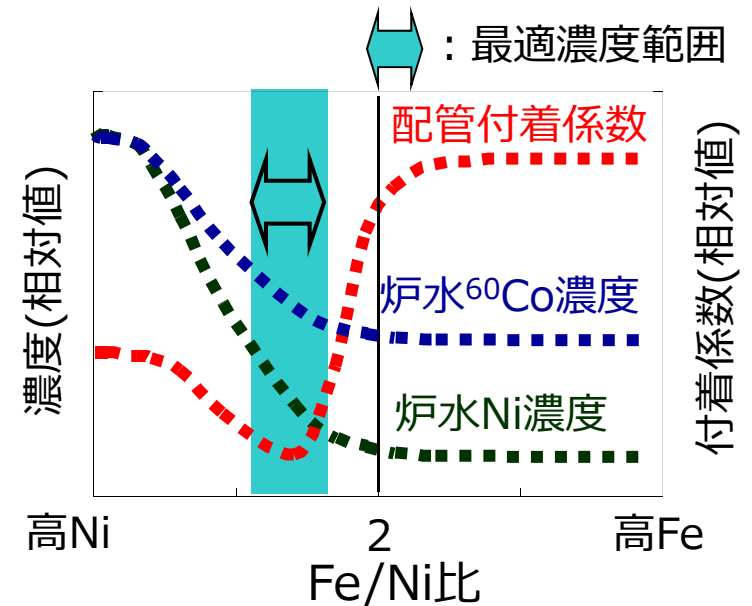 ：最適濃度範囲
配管付着係数
濃度(相対値)
付着係数(相対値)
炉水⁶⁰Co濃度
炉水Ni濃度
高Ni
2
高Fe
Fe/Ni比